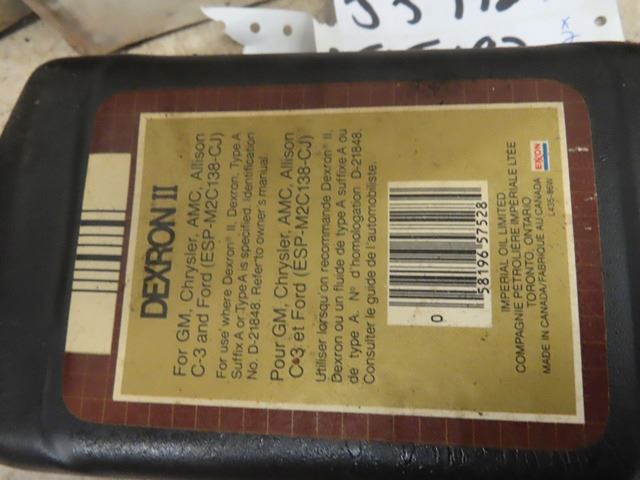 DEXRON II
For GM, Chrysler, AMC, Allison
C-3 and Ford (ESP-M2C138-CJ)
For use where Dexron® II, Dexron, Type A
Suffix A or Type A is specified. Identification
No. D-21848. Refer to owner's manual.
Pour GM, Chrysler, AMC, Allison
C-3 et Ford (ESP-M2C138-CJ)
Utiliser lorsqu'on recommande Dexron® II,
Dexron ou un fluide de type A suffixe A ou
de type A. No d'homologation D-21848.
Consulter le guide de l'automobiliste.
0
58196 57528
IMPERIAL OIL LIMITED
COMPAGNIE PETROLIERE IMPERIALE LTÉE
TORONTO ONTARIO
MADE IN CANADA/FABRIQUÉ AU CANADA
EXXON